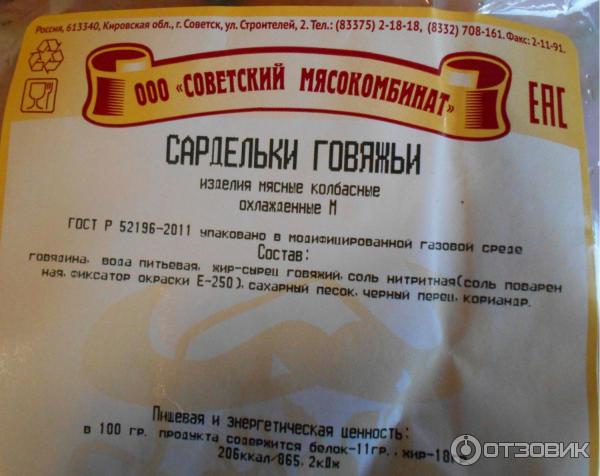 Россия, 613340, Кировская обл., г. Советск, ул. Строителей, 2. Тел.: (83375) 2-18-18, (8332) 708-161. Факс: 2-11-91.
ООО «СОВЕТСКИЙ МЯСОКОМБИНАТ»
ЕАС
САРДЕЛЬКИ ГОВЯЖЬИ
изделия мясные колбасные
охлажденные М
ГОСТ Р 52196-2011 упаковано в модифицированной газовой среде
Состав:
говядина, вода питьевая, жир-сырец говяжий, соль нитритная(соль поварен
ная, фиксатор окраски Е-250), сахарный песок, черный перец, кориандр.
Пищевая и энергетическая ценность:
в 100 гр. продукта содержится белок-11гр., жир-18
206ккал/865.2кДж
ОТЗОВИК